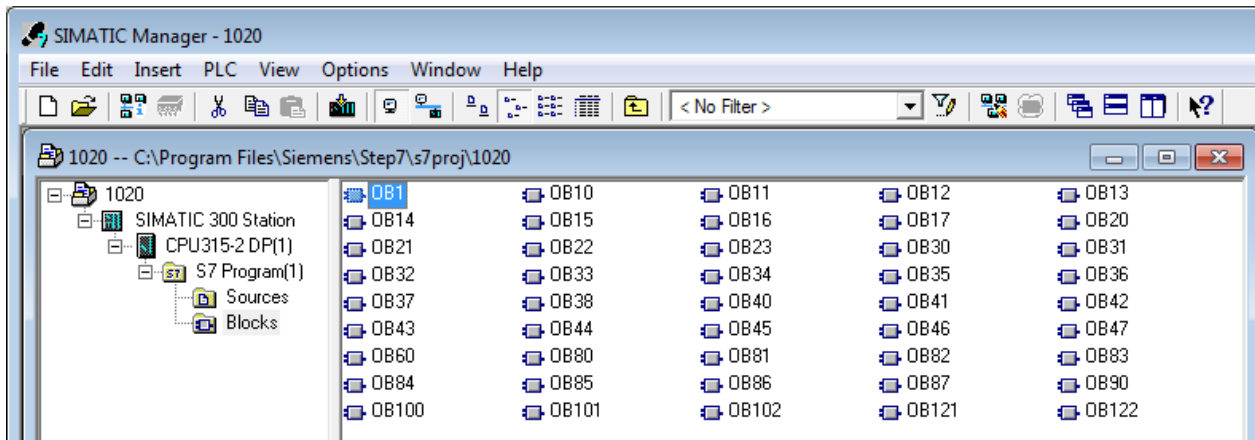 SIMATIC Manager - 1020
File Edit Insert PLC View Options Window Help
< No Filter >
1020 -- C:\Program Files\Siemens\Step7\s7proj\1020
1020
SIMATIC 300 Station
CPU315-2 DP(1)
S7 Program(1)
Sources
Blocks
OB1 OB10 OB11 OB12 OB13
OB14 OB15 OB16 OB17 OB20
OB21 OB22 OB23 OB30 OB31
OB32 OB33 OB34 OB35 OB36
OB37 OB38 OB40 OB41 OB42
OB43 OB44 OB45 OB46 OB47
OB60 OB80 OB81 OB82 OB83
OB84 OB85 OB86 OB87 OB90
OB100 OB101 OB102 OB121 OB122